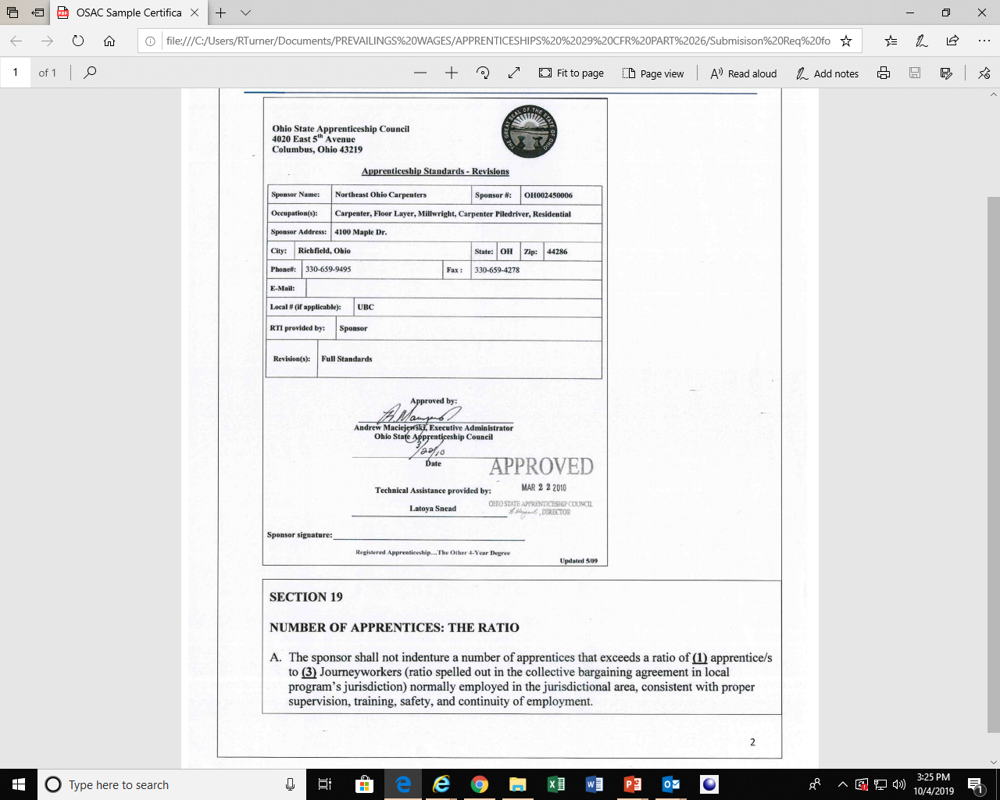 OSAC Sample Certifica
file:///C:/Users/RTurner/Documents/PREVAILINGS%20WAGES/APPRENTICESHIPS%20%2029%20CFR%20PART%2026/Submisison%20Req%20fo
1 of 1 Fit to page Page view Read aloud Add notes
THE GREAT SEAL OF THE STATE OF OHIO
Ohio State Apprenticeship Council
4020 East 5th Avenue
Columbus, Ohio 43219
Apprenticeship Standards - Revisions
Sponsor Name: Northeast Ohio Carpenters Sponsor #: OH002450006
Occupation(s): Carpenter, Floor Layer, Millwright, Carpenter Piledriver, Residential
Sponsor Address: 4100 Maple Dr.
City: Richfield, Ohio State: OH Zip: 44286
Phone#: 330-659-9495 Fax : 330-659-4278
E-Mail:
Local # (if applicable): UBC
RTI provided by: Sponsor
Revision(s): Full Standards
Approved by:
Andrew Maciejewski, Executive Administrator
Ohio State Apprenticeship Council
3/22/10
Date
APPROVED
MAR 22 2010
OHIO STATE APPRENTICESHIP COUNCIL
, DIRECTOR
Technical Assistance provided by:
Latoya Snead
Sponsor signature:
Registered Apprenticeship...The Other 4-Year Degree
Updated 5/09
SECTION 19
NUMBER OF APPRENTICES: THE RATIO
A. The sponsor shall not indenture a number of apprentices that exceeds a ratio of (1) apprentice/s
to (3) Journeyworkers (ratio spelled out in the collective bargaining agreement in local
program's jurisdiction) normally employed in the jurisdictional area, consistent with proper
supervision, training, safety, and continuity of employment.
2
Type here to search
3:25 PM
10/4/2019
1